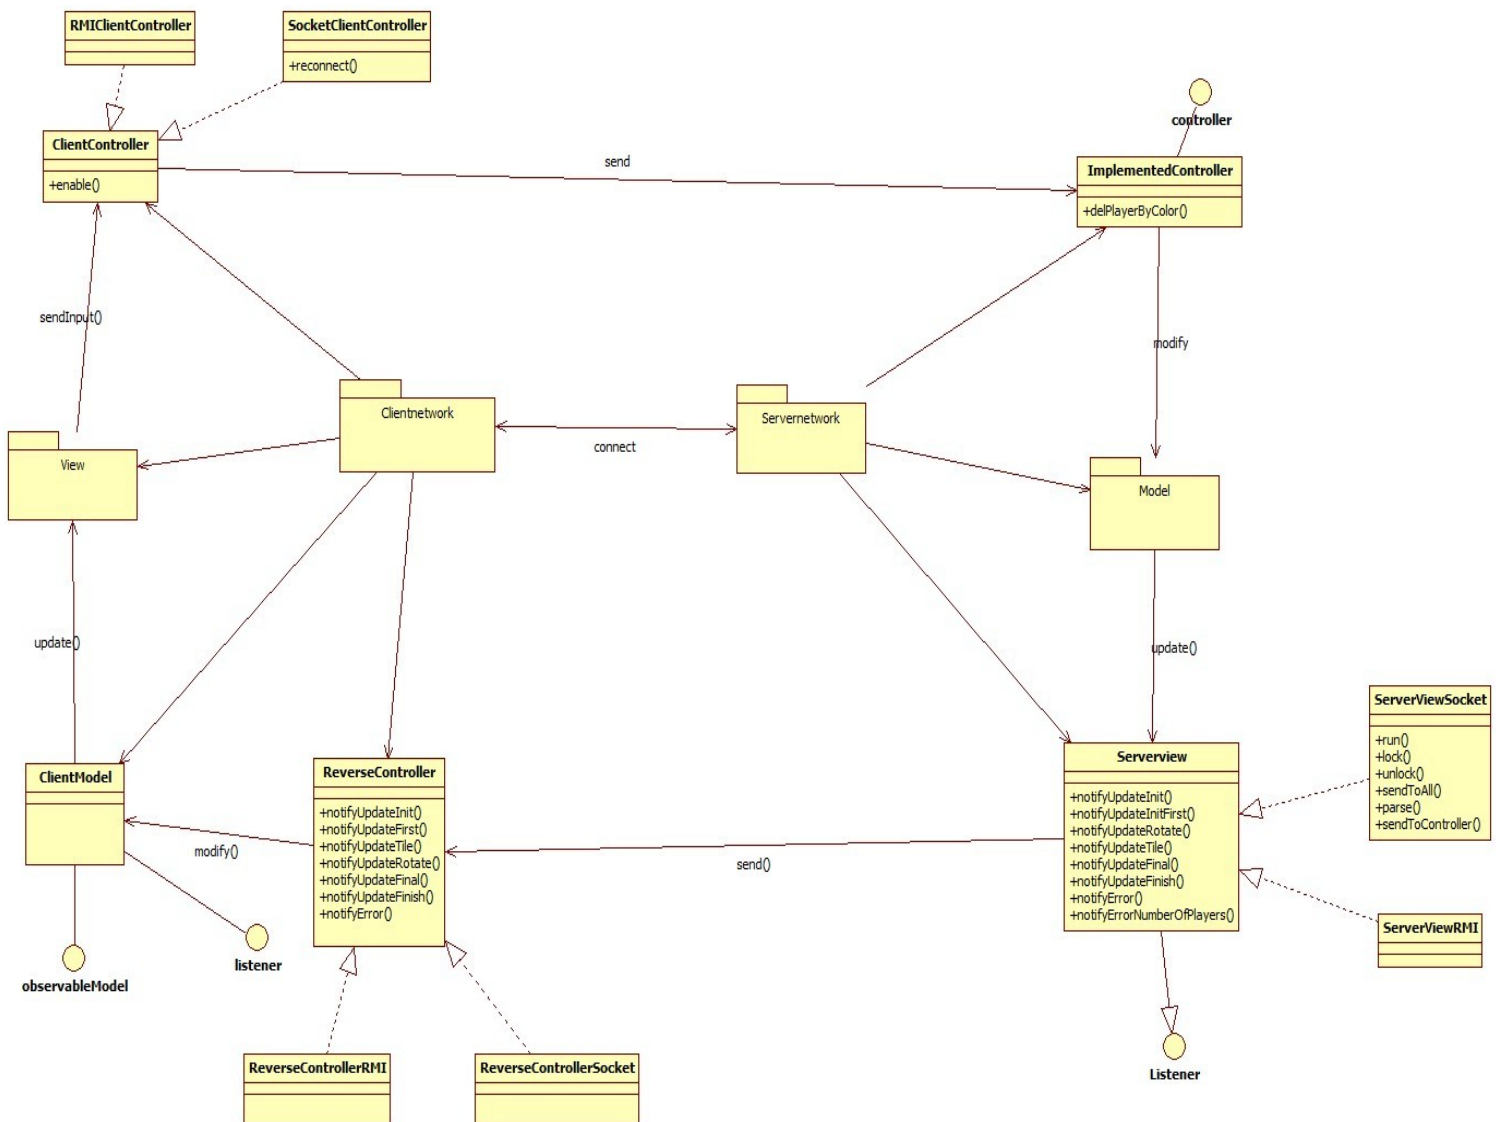 RMIClientController
SocketClientController
+reconnect()
controller
ClientController
+enable()
send
ImplementedController
+delPlayerByColor()
sendInput()
modify
Clientnetwork
Servernetwork
connect
View
Model
update()
update()
ServerViewSocket
+run()
+lock()
+unlock()
+sendToAll()
+parse()
+sendToController()
ClientModel
ReverseController
+notifyUpdateInit()
+notifyUpdateFirst()
+notifyUpdateTile()
+notifyUpdateRotate()
+notifyUpdateFinal()
+notifyUpdateFinish()
+notifyError()
modify()
send()
Serverview
+notifyUpdateInit()
+notifyUpdateInitFirst()
+notifyUpdateRotate()
+notifyUpdateTile()
+notifyUpdateFinal()
+notifyUpdateFinish()
+notifyError()
+notifyErrorNumberOfPlayers()
ServerViewRMI
listener
observableModel
ReverseControllerRMI
ReverseControllerSocket
Listener